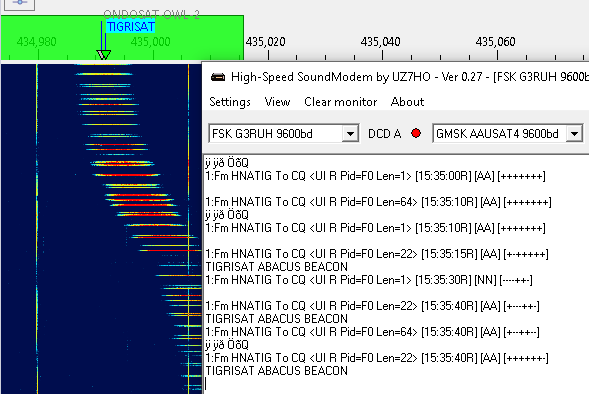 ONDOSAT OWL-2
TIGRISAT
434,980 435,000 435,020 435,040 435,060
High-Speed SoundModem by UZ7HO - Ver 0.27 - [FSK G3RUH 9600b
Settings View Clear monitor About
FSK G3RUH 9600bd DCD A GMSK AAUSAT4 9600bd
ÿ ÿð ÖõQ
1:Fm HNATIG To CQ <UI R Pid=F0 Len=1> [15:35:00R] [AA] [+++++++]
1:Fm HNATIG To CQ <UI R Pid=F0 Len=64> [15:35:10R] [AA] [+++++++]
ÿ ÿð ÖõQ
1:Fm HNATIG To CQ <UI R Pid=F0 Len=1> [15:35:10R] [AA] [+++++++]
1:Fm HNATIG To CQ <UI R Pid=F0 Len=22> [15:35:15R] [AA] [+-+++++]
TIGRISAT ABACUS BEACON
1:Fm HNATIG To CQ <UI R Pid=F0 Len=1> [15:35:30R] [NN] [----++-]
1:Fm HNATIG To CQ <UI R Pid=F0 Len=22> [15:35:40R] [AA] [+---++-]
TIGRISAT ABACUS BEACON
1:Fm HNATIG To CQ <UI R Pid=F0 Len=64> [15:35:40R] [AA] [+--++--]
ÿ ÿð ÖõQ
1:Fm HNATIG To CQ <UI R Pid=F0 Len=22> [15:35:40R] [AA] [++++++-]
TIGRISAT ABACUS BEACON